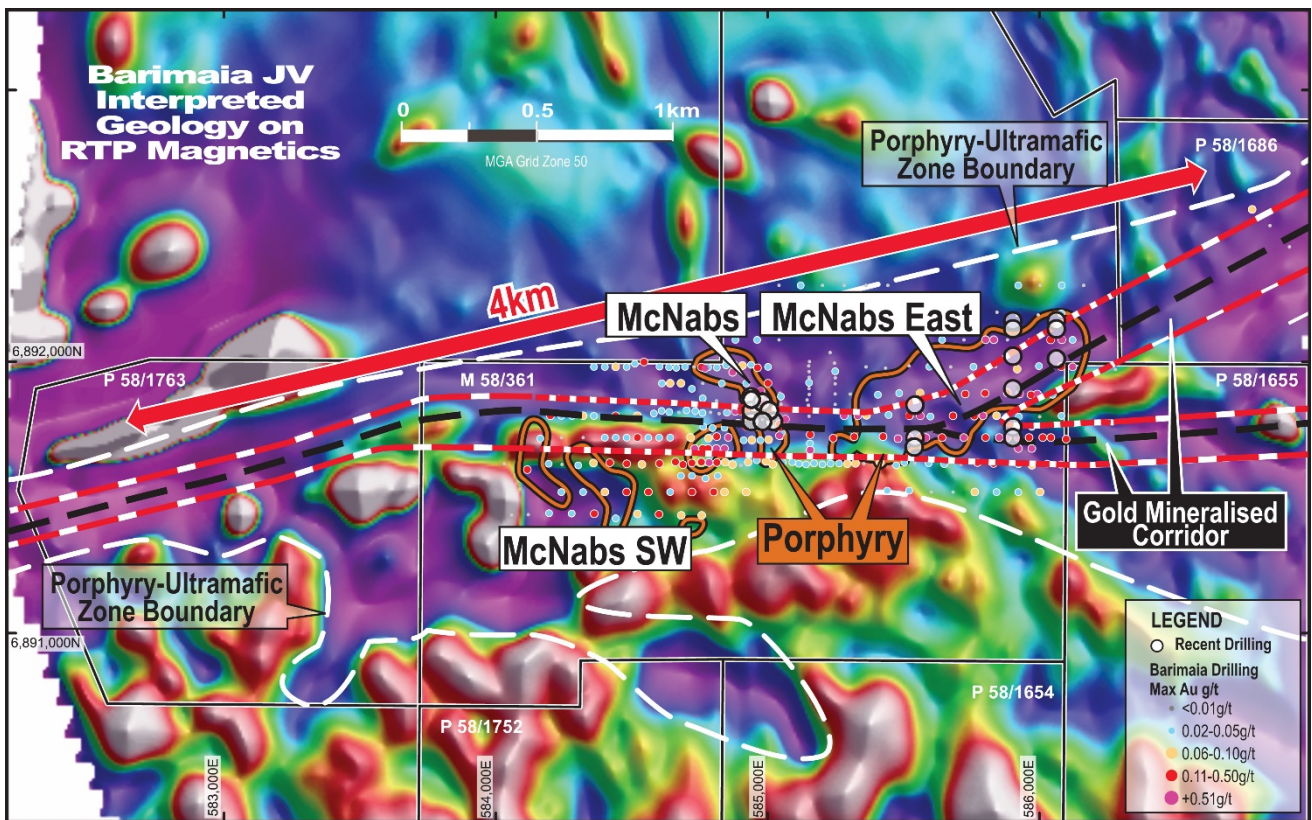 Barimaia JV
Interpreted
Geology on
RTP Magnetics
0 0.5 1km
MGA Grid Zone 50
Porphyry-Ultramafic
Zone Boundary
P 58/1686
4km
McNabs
McNabs East
6,892,000N
P 58/1763
M 58/361
P 58/1655
McNabs SW
Porphyry
Gold Mineralised
Corridor
Porphyry-Ultramafic
Zone Boundary
6,891,000N
P 58/1752
P 58/1654
583,000E
584,000E
585,000E
586,000E
LEGEND
Recent Drilling
Barimaia Drilling
Max Au g/t
<0.01g/t
0.02-0.05g/t
0.06-0.10g/t
0.11-0.50g/t
+0.51g/t